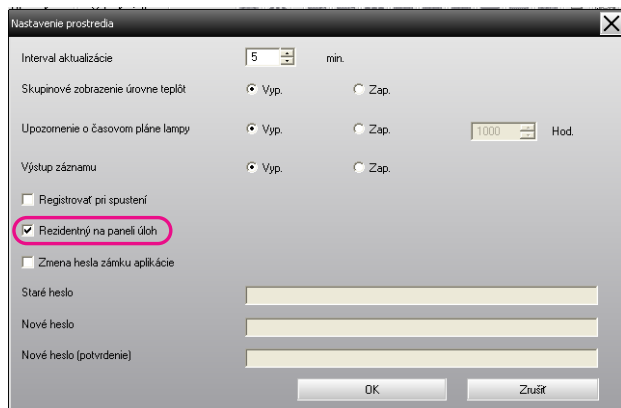 Nastavenie prostredia
Interval aktualizácie 5 min.
Skupinové zobrazenie úrovne teplôt Vyp. Zap.
Upozornenie o časovom pláne lampy Vyp. Zap. 1000 Hod.
Výstup záznamu Vyp. Zap.
Registrovať pri spustení
Rezidentný na paneli úloh
Zmena hesla zámku aplikácie
Staré heslo
Nové heslo
Nové heslo (potvrdenie)
OK Zrušiť